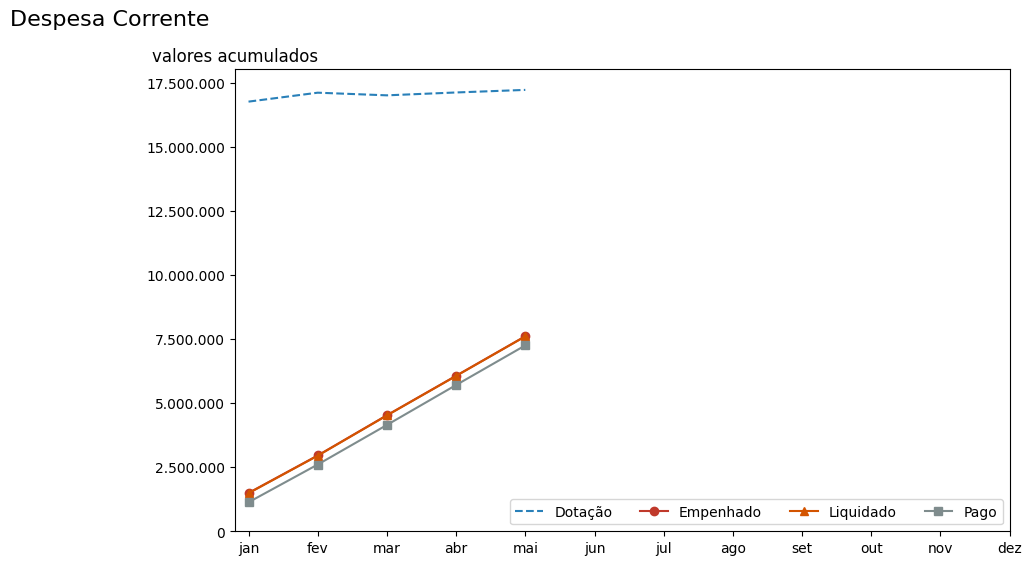 Despesa Corrente
valores acumulados
17.500.000
15.000.000
12.500.000
10.000.000
7.500.000
5.000.000
2.500.000
0
Dotação Empenhado Liquidado Pago
jan fev mar abr mai jun jul ago set out nov dez